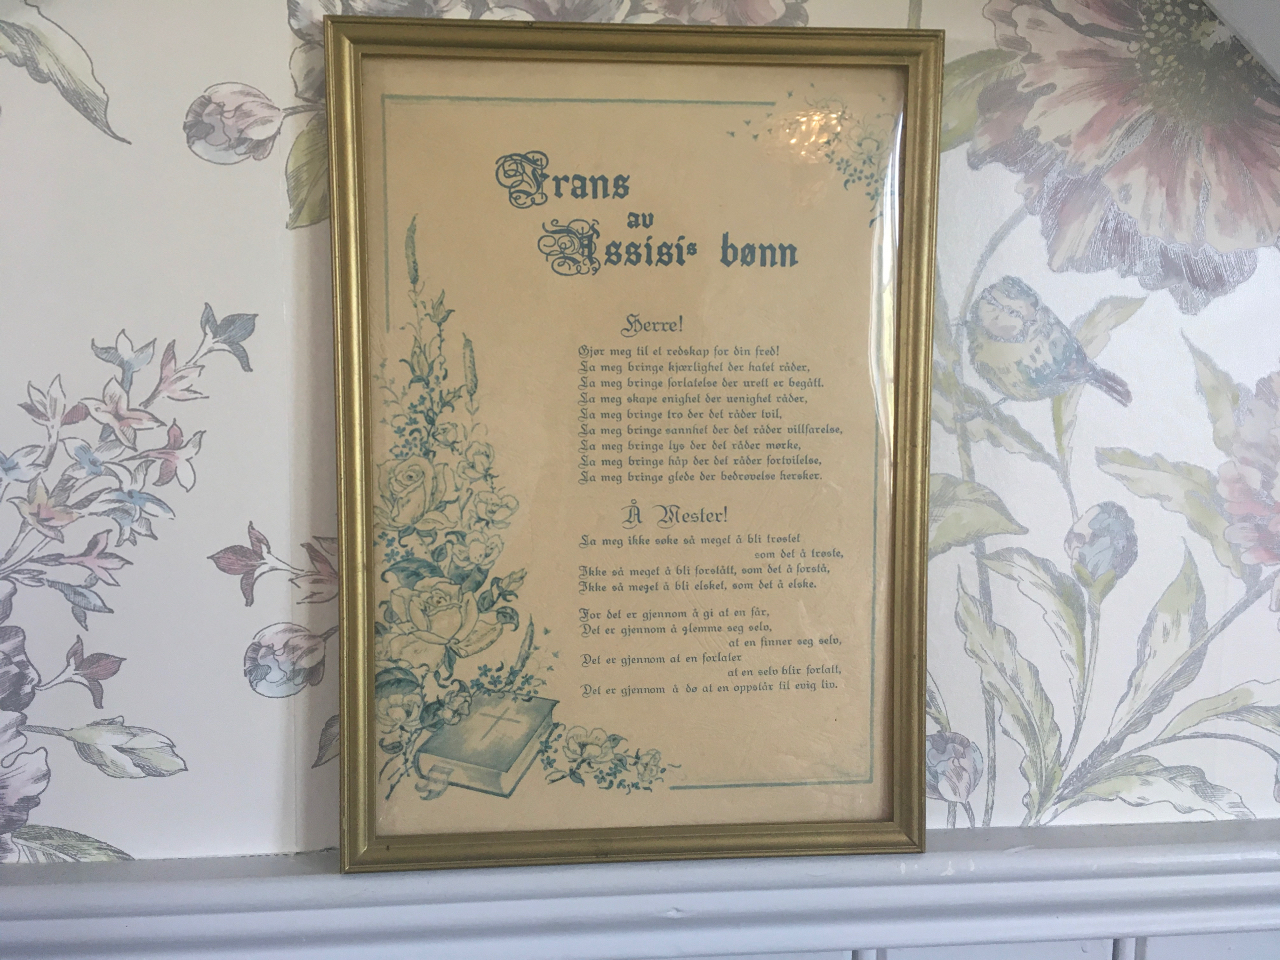 Frans
av
Assisis bønn
Herre!
Gjør meg til et redskap for din fred!
La meg bringe kjærlighet der hatet råder,
La meg bringe forlatelse der urett er begått.
La meg skape enighet der uenighet råder,
La meg bringe tro der det råder tvil,
La meg bringe sannhet der det råder villfarelse,
La meg bringe lys der det råder mørke,
La meg bringe håp der det råder fortvilelse,
La meg bringe glede der bedrøvelse hersker.
Å Mester!
La meg ikke søke så meget å bli trøstet
som det å trøste,
Ikke så meget å bli forstått, som det å forstå,
Ikke så meget å bli elsket, som det å elske.
For det er gjennom å gi at en får,
Det er gjennom å glemme seg selv,
at en finner seg selv,
Det er gjennom at en forlater
at en selv blir forlatt,
Det er gjennom å dø at en oppstår til evig liv.